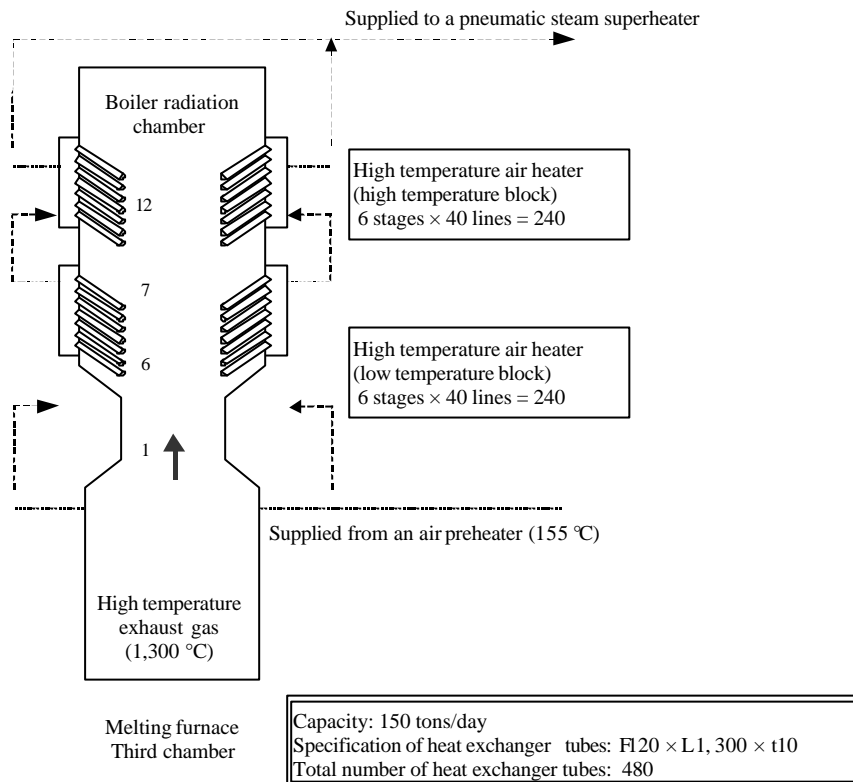 Supplied to a pneumatic steam superheater
Boiler radiation
chamber
High temperature air heater
(high temperature block)
6 stages × 40 lines = 240
12
7
High temperature air heater
(low temperature block)
6 stages × 40 lines = 240
6
1
Supplied from an air preheater (155 °C)
High temperature
exhaust gas
(1,300 °C)
Melting furnace
Third chamber
Capacity: 150 tons/day
Specification of heat exchanger tubes: F120 × L1, 300 × t10
Total number of heat exchanger tubes: 480